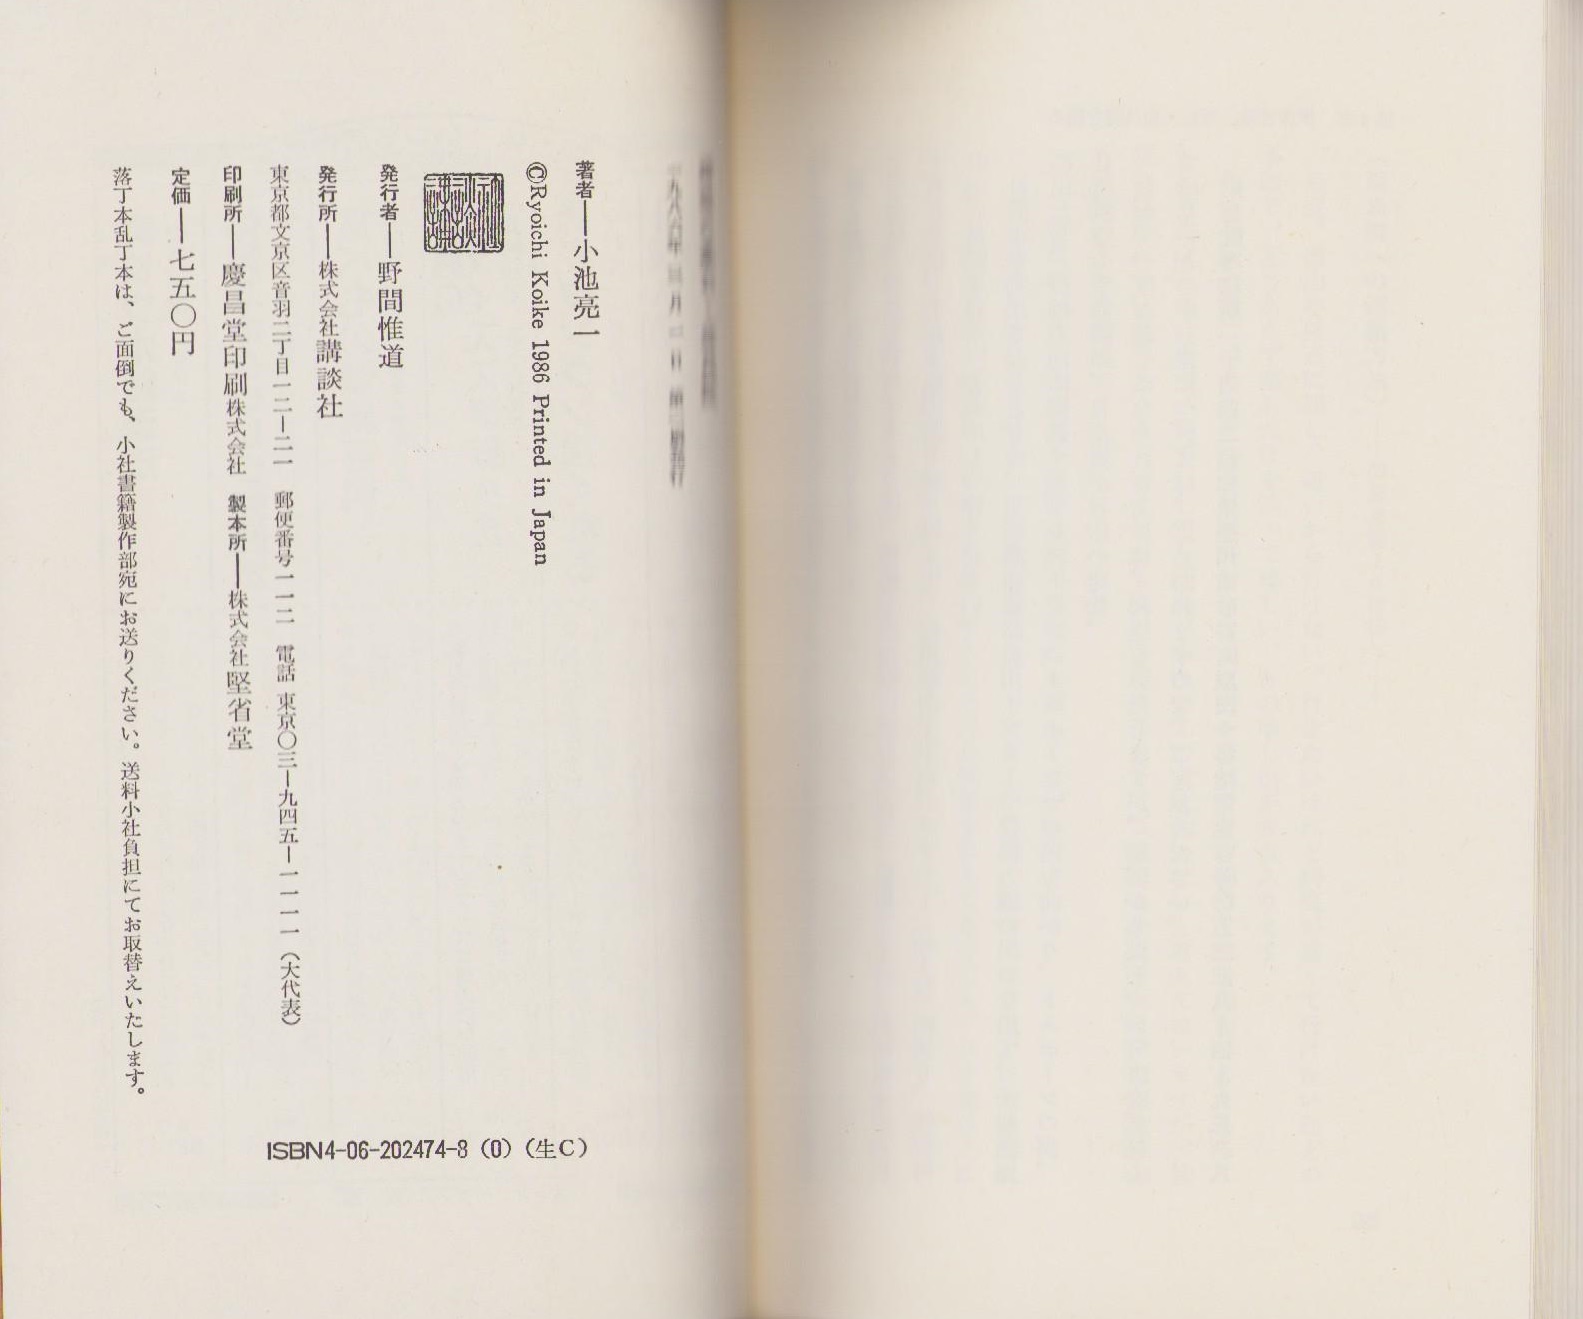 著者——小池亮一
©Ryoichi Koike 1986 Printed in Japan
発行者——野間惟道
発行所——株式会社講談社
東京都文京区音羽二丁目一二—二一　郵便番号一一二　電話 東京〇三—九四五—一一一一（大代表）
印刷所——慶昌堂印刷株式会社　製本所——株式会社堅省堂
定価——七五〇円
落丁本乱丁本は、ご面倒でも、小社書籍製作部宛にお送りください。送料小社負担にてお取替えいたします。
ISBN4-06-202474-8（0）（生C）